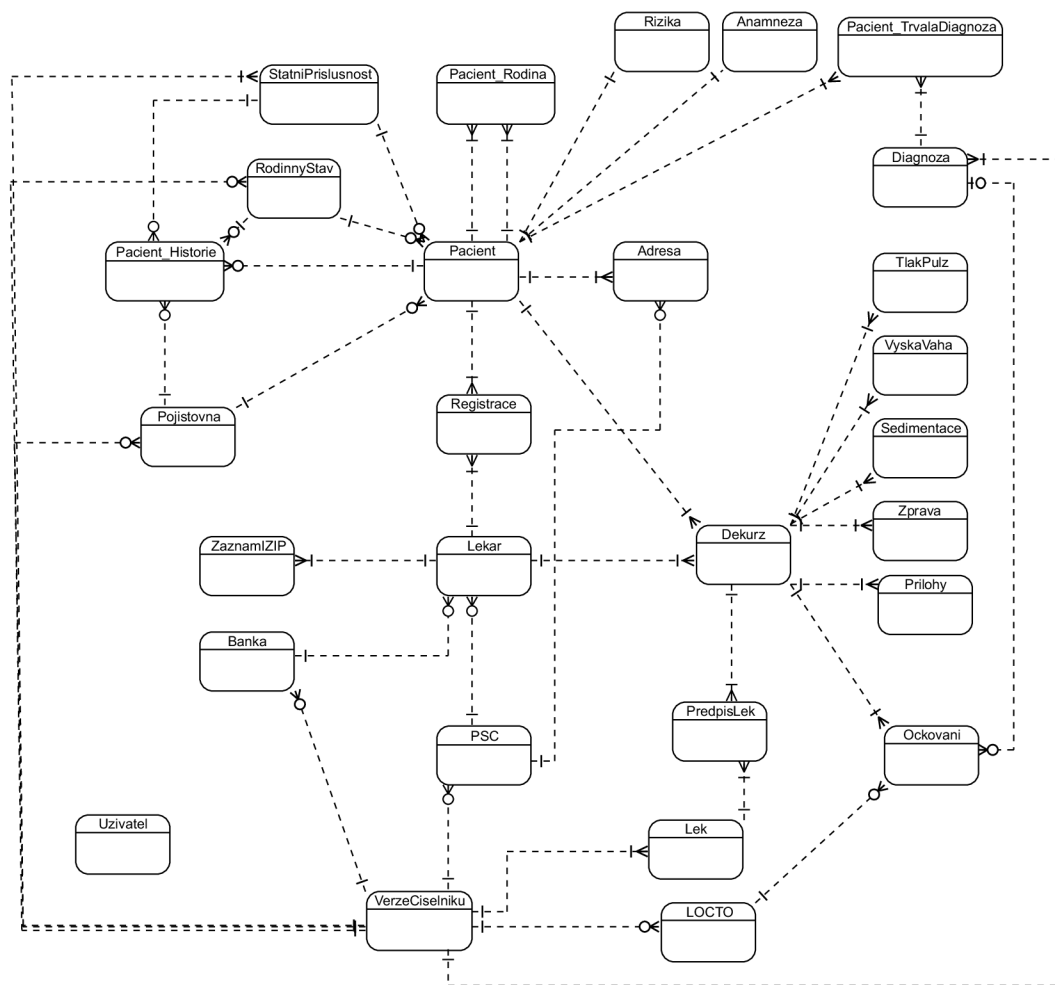 Rizika
Anamneza
Pacient_TrvalaDiagnoza
StatniPrislusnost
Pacient_Rodina
Diagnoza
RodinnyStav
Pacient_Historie
Pacient
Adresa
TlakPulz
VyskaVaha
Registrace
Pojistovna
Sedimentace
Zprava
ZaznamIZIP
Lekar
Dekurz
Prilohy
Banka
PredpisLek
PSC
Ockovani
Uzivatel
Lek
VerzeCiselniku
LOCTO